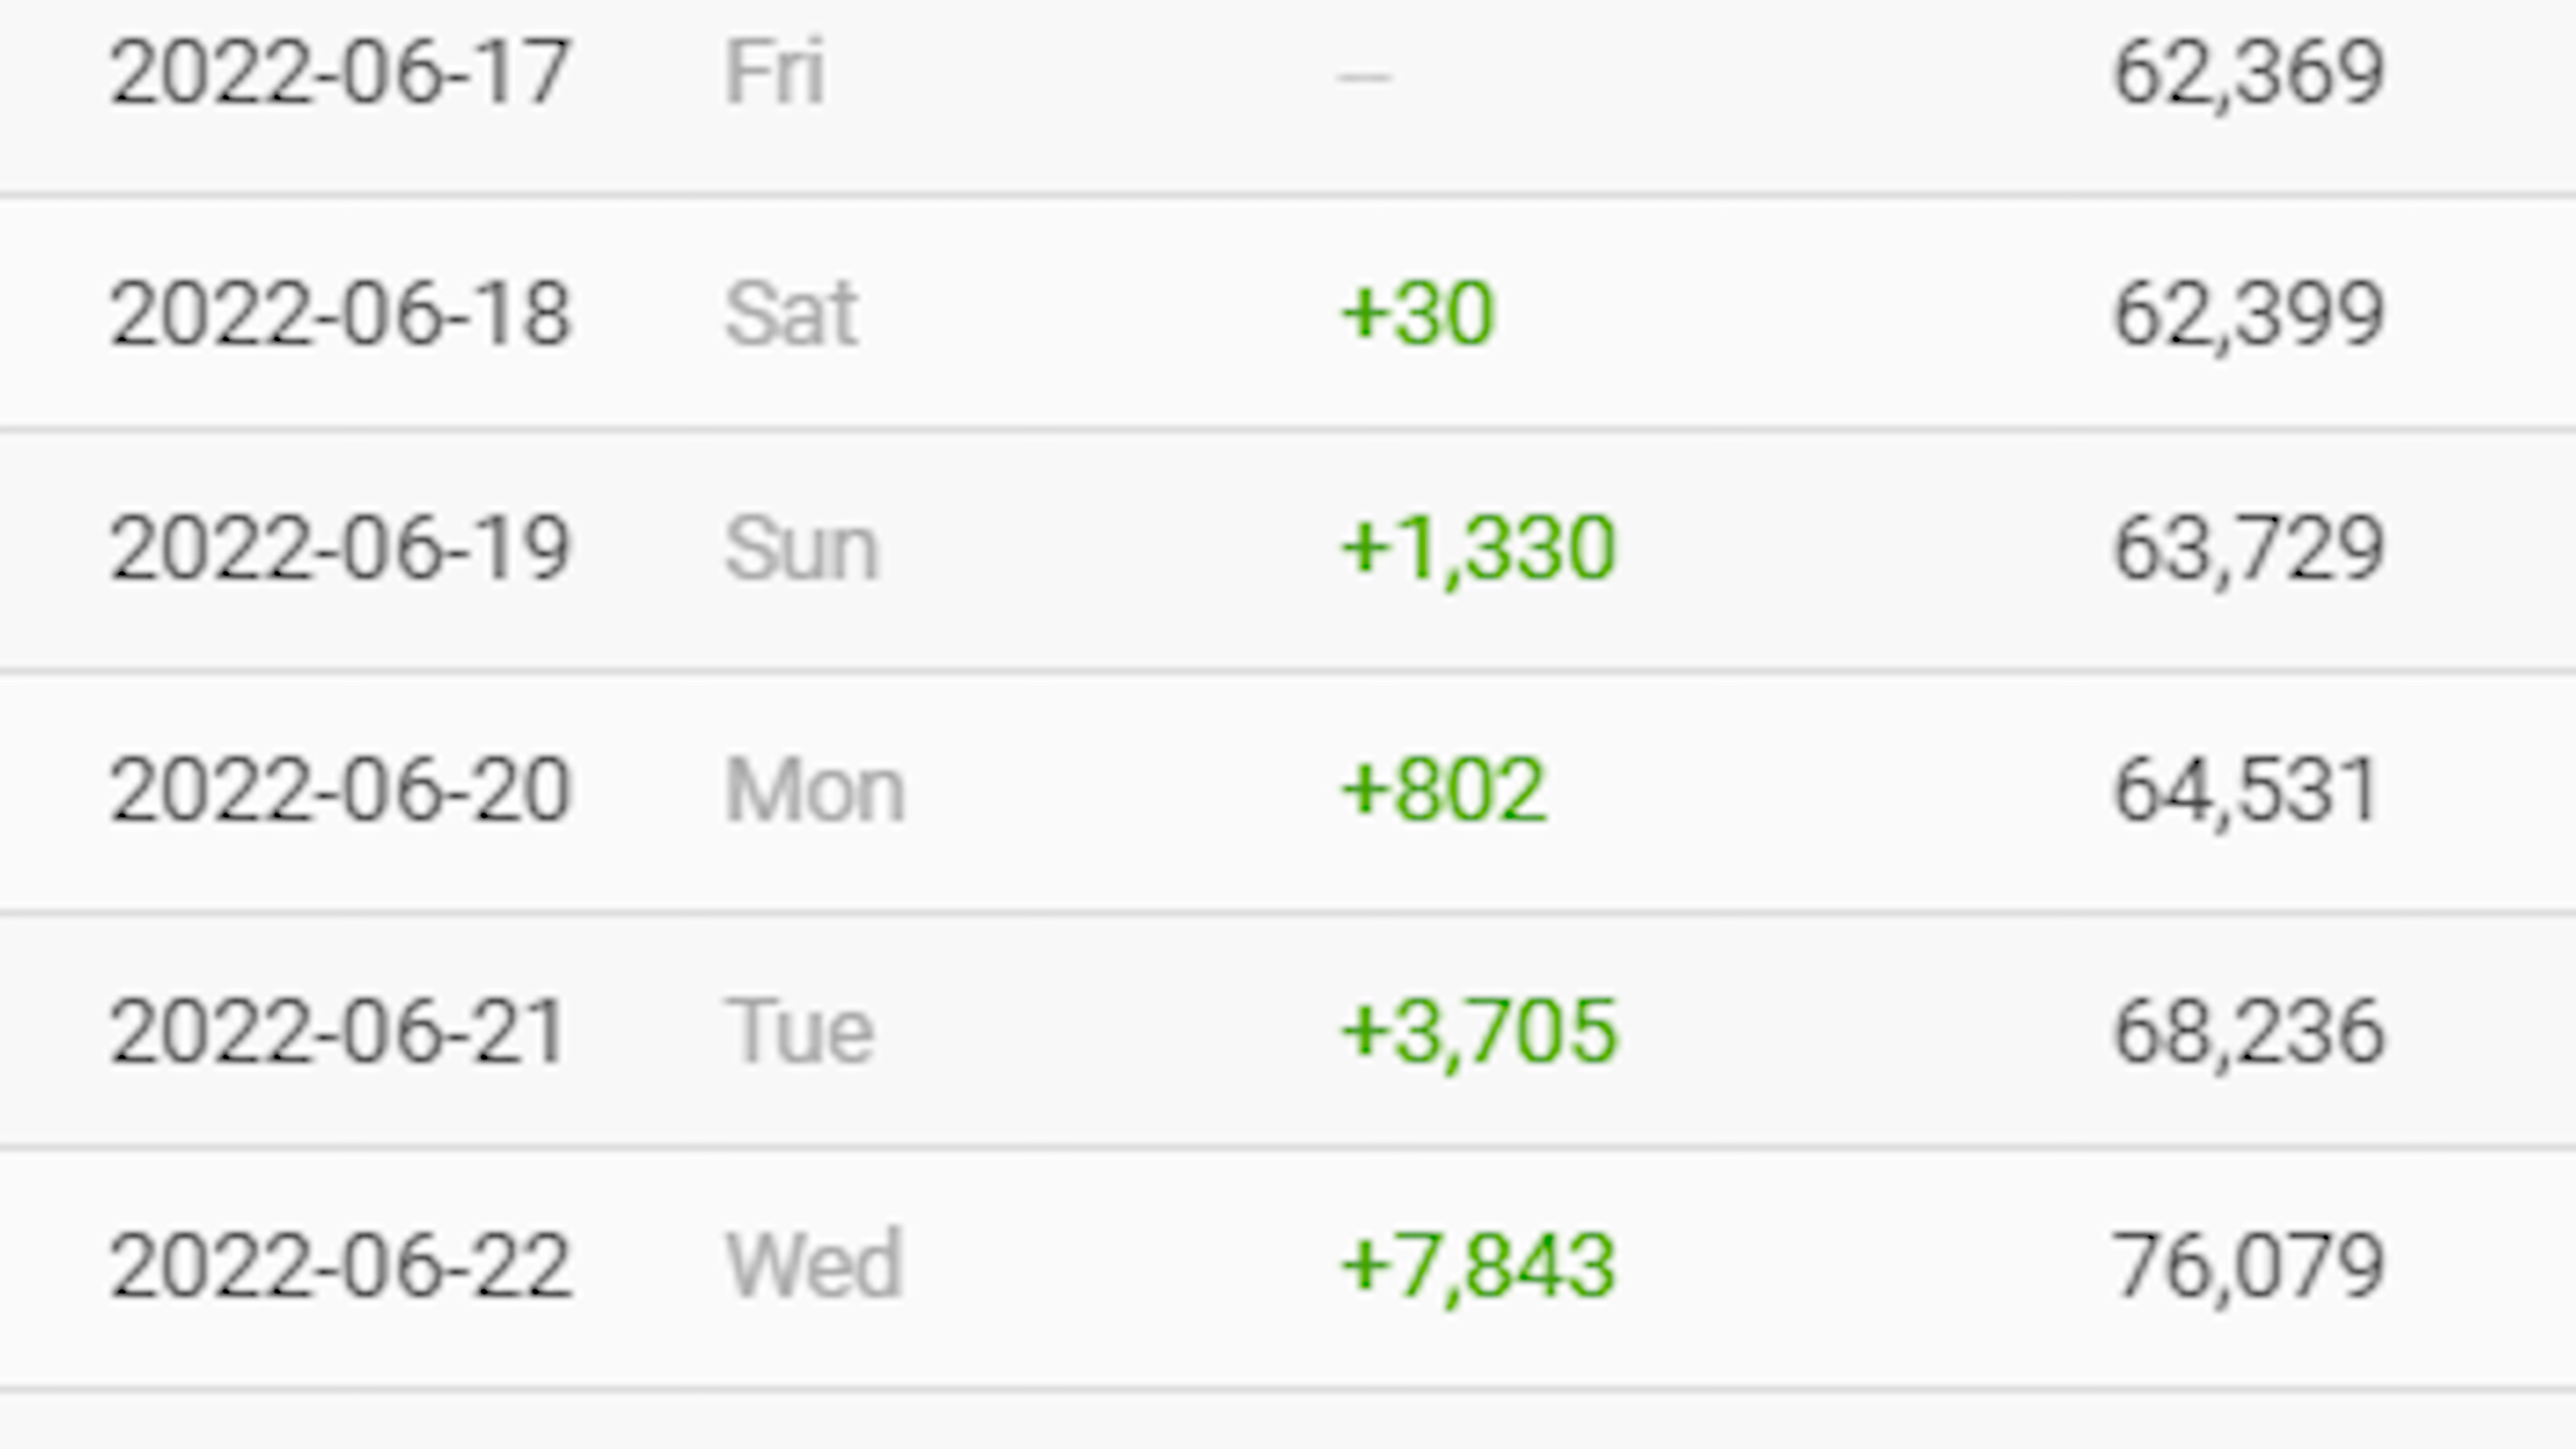 2022-06-17 Fri — 62,369
2022-06-18 Sat +30 62,399
2022-06-19 Sun +1,330 63,729
2022-06-20 Mon +802 64,531
2022-06-21 Tue +3,705 68,236
2022-06-22 Wed +7,843 76,079